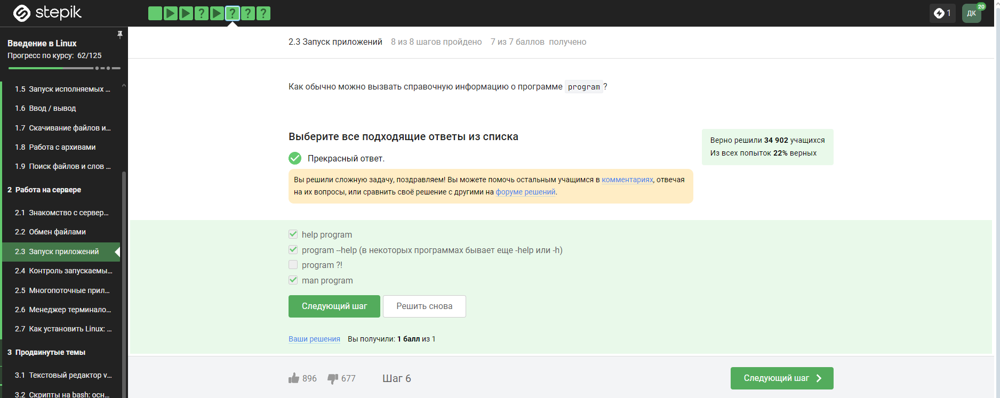 stepik
1
ДК
20
Введение в Linux
Прогресс по курсу: 62/125
1.5 Запуск исполняемых ...
1.6 Ввод / вывод
1.7 Скачивание файлов и...
1.8 Работа с архивами
1.9 Поиск файлов и слов ...
2 Работа на сервере
2.1 Знакомство с сервер...
2.2 Обмен файлами
2.3 Запуск приложений
2.4 Контроль запускаемы...
2.5 Многопоточные прил...
2.6 Менеджер терминало...
2.7 Как установить Linux: ...
3 Продвинутые темы
3.1 Текстовый редактор v...
3.2 Скрипты на bash: осн...
2.3 Запуск приложений 8 из 8 шагов пройдено 7 из 7 баллов получено
Как обычно можно вызвать справочную информацию о программе program?
Выберите все подходящие ответы из списка
Прекрасный ответ.
Вы решили сложную задачу, поздравляем! Вы можете помочь остальным учащимся в комментариях, отвечая
на их вопросы, или сравнить своё решение с другими на форуме решений.
Верно решили 34 902 учащихся
Из всех попыток 22% верных
help program
program --help (в некоторых программах бывает еще -help или -h)
program ?!
man program
Следующий шаг
Решить снова
Ваши решения Вы получили: 1 балл из 1
896 677 Шаг 6
Следующий шаг